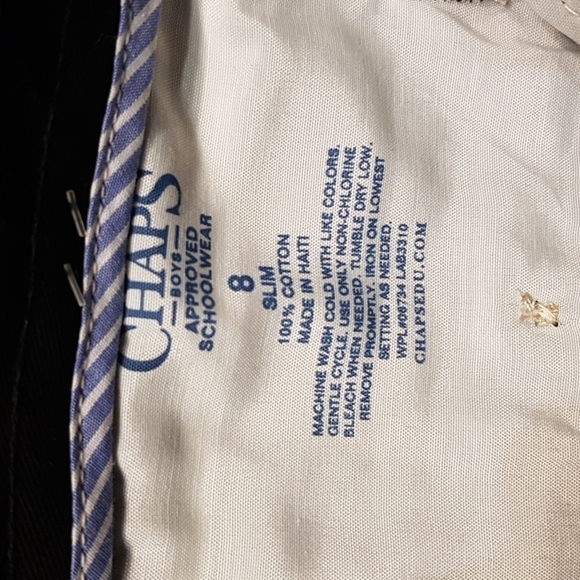 CHAPS
BOYS
APPROVED
SCHOOLWEAR
8
SLIM
100% COTTON
MADE IN HAITI
MACHINE WASH COLD WITH LIKE COLORS.
GENTLE CYCLE. USE ONLY NON-CHLORINE
BLEACH WHEN NEEDED. TUMBLE DRY LOW.
REMOVE PROMPTLY. IRON ON LOWEST
SETTING AS NEEDED.
WPL#06734 LAB3310
CHAPSEDU.COM